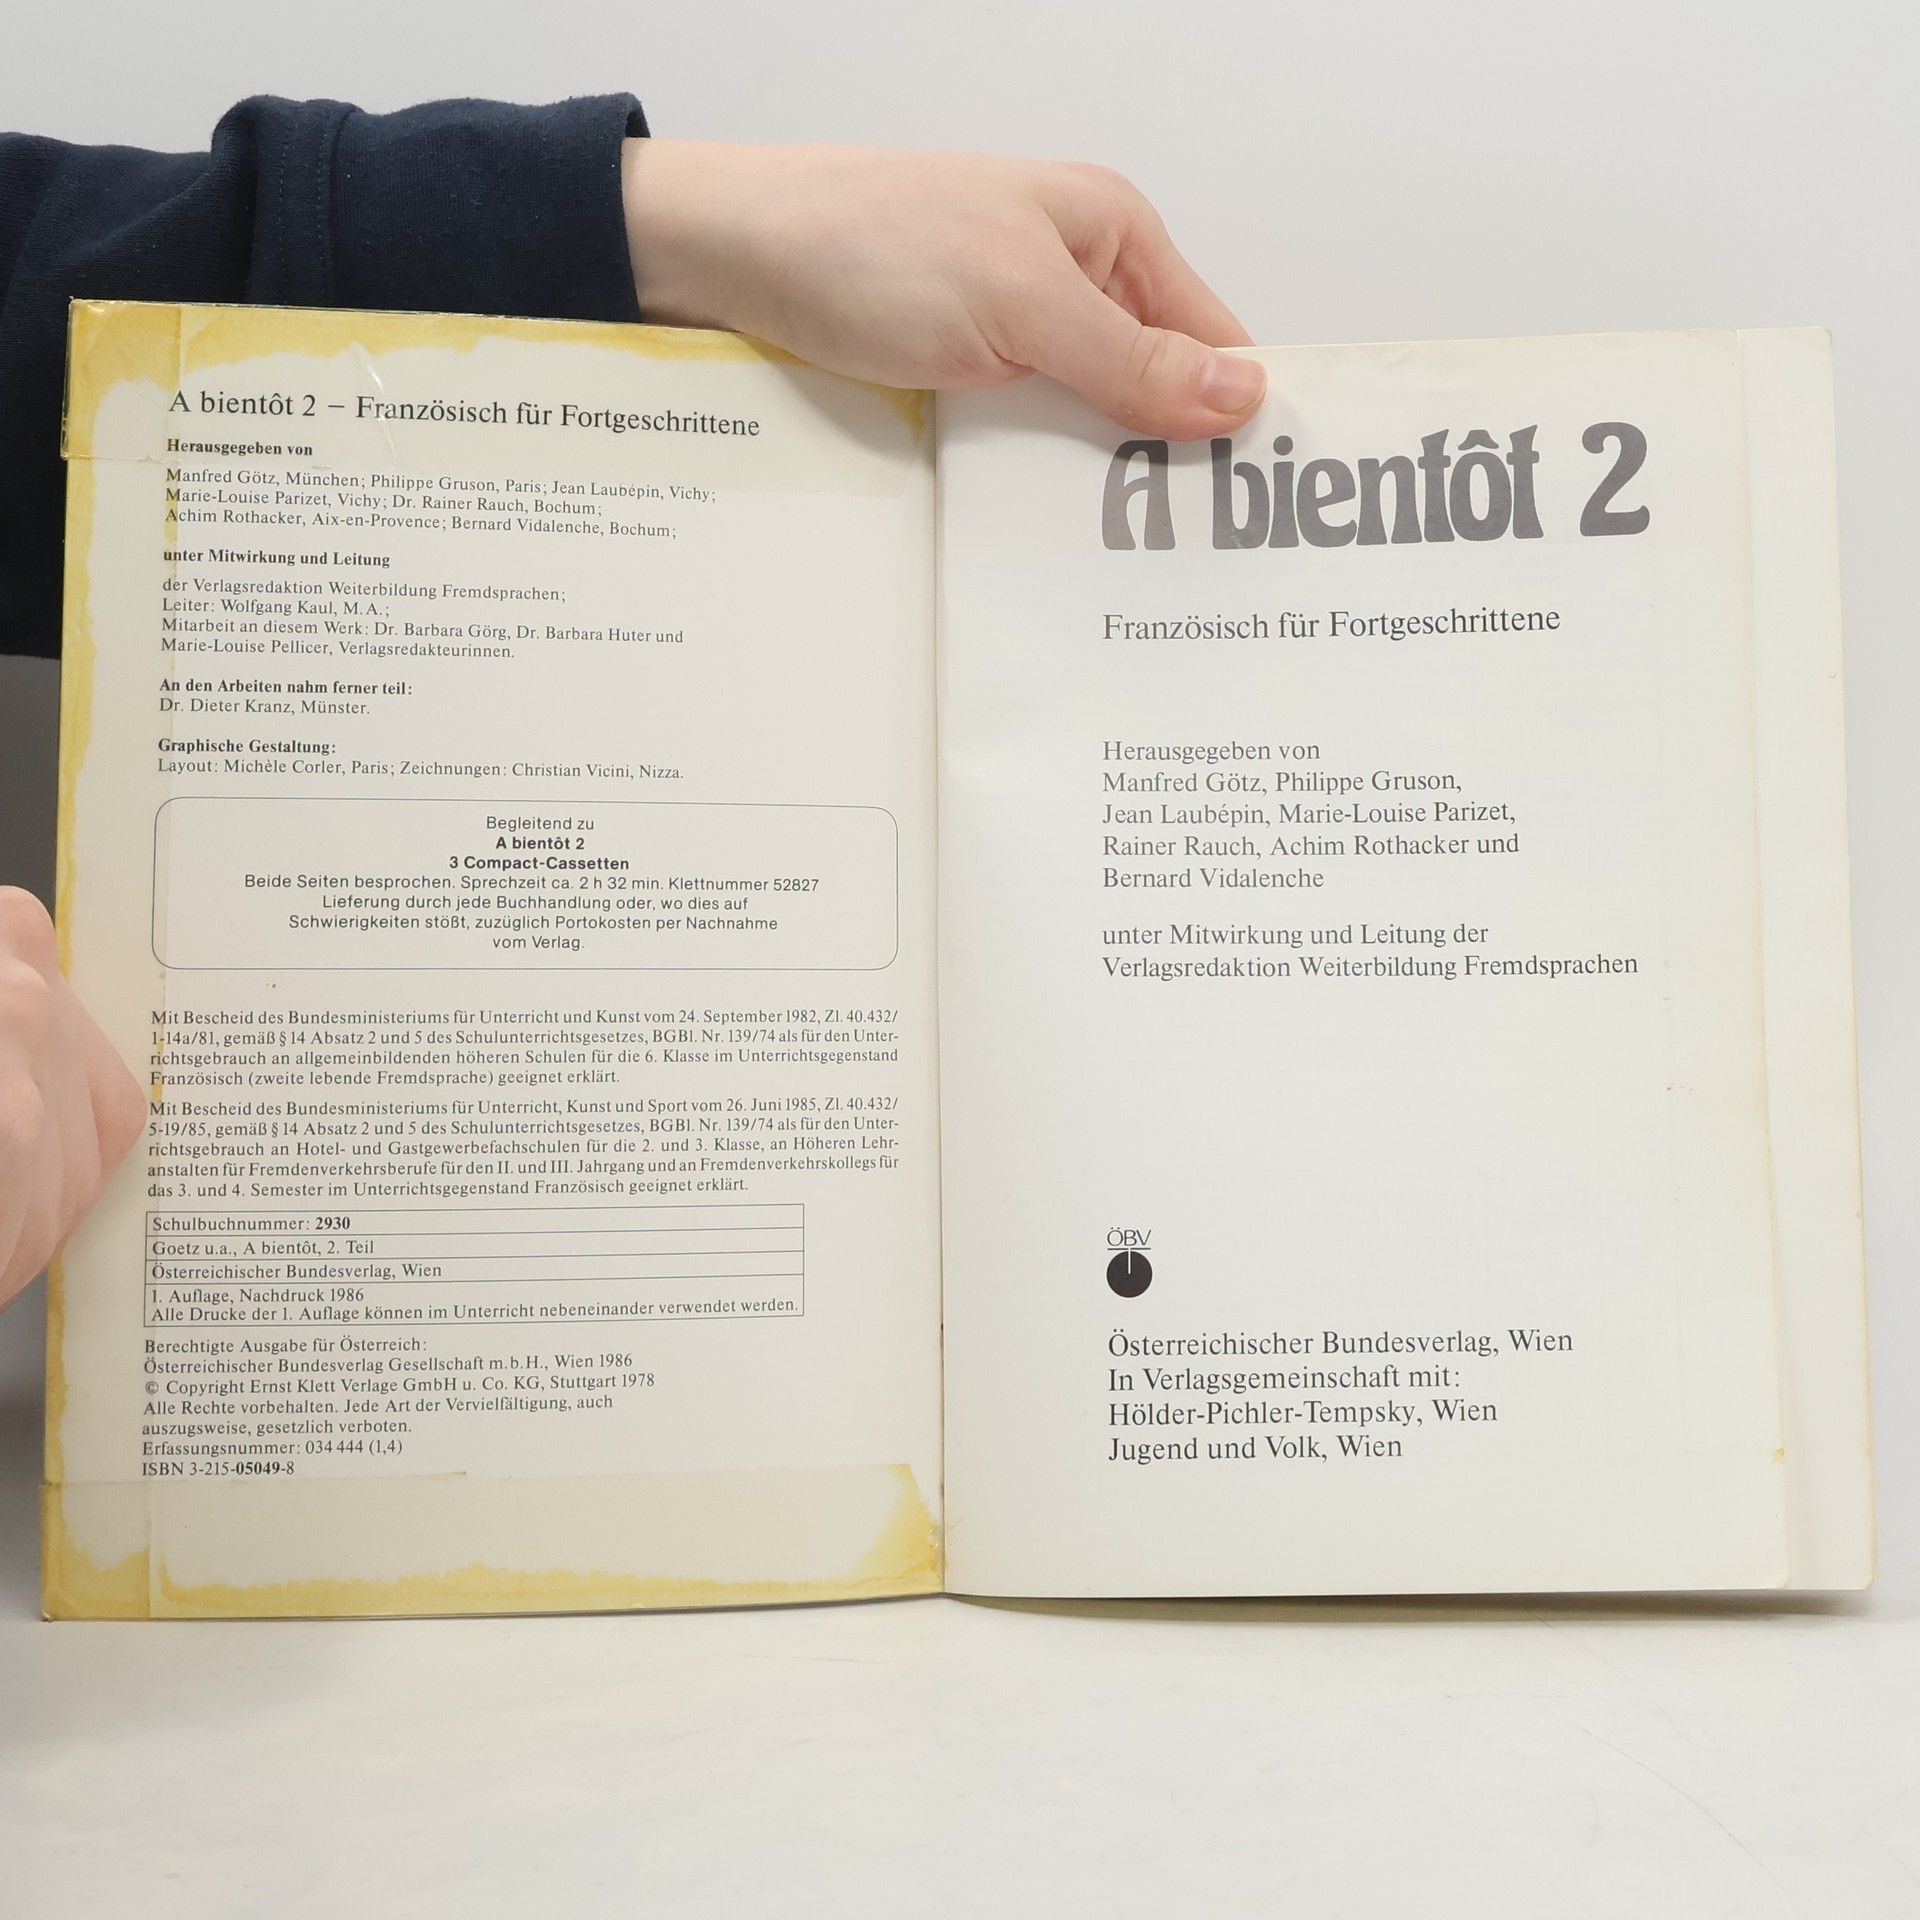 A bientôt 2 – Französisch für Fortgeschrittene
Herausgegeben von
Manfred Götz, München; Philippe Gruson, Paris; Jean Laubépin, Vichy;
Marie-Louise Parizet, Vichy; Dr. Rainer Rauch, Bochum;
Achim Rothacker, Aix-en-Provence; Bernard Vidalenche, Bochum;
unter Mitwirkung und Leitung
der Verlagsredaktion Weiterbildung Fremdsprachen;
Leiter: Wolfgang Kaul, M.A.;
Mitarbeit an diesem Werk: Dr. Barbara Görg, Dr. Barbara Huter und
Marie-Louise Pellicer, Verlagsredakteurinnen.
An den Arbeiten nahm ferner teil:
Dr. Dieter Kranz, Münster.
Graphische Gestaltung:
Layout: Michèle Corler, Paris; Zeichnungen: Christian Vicini, Nizza.
Begleitend zu
A bientôt 2
3 Compact-Cassetten
Beide Seiten besprochen. Sprechzeit ca. 2 h 32 min. Klettnummer 52827
Lieferung durch jede Buchhandlung oder, wo dies auf
Schwierigkeiten stößt, zuzüglich Portokosten per Nachnahme
vom Verlag.
Mit Bescheid des Bundesministeriums für Unterricht und Kunst vom 24. September 1982, Zl. 40.432/
1-14a/81, gemäß § 14 Absatz 2 und 5 des Schulunterrichtsgesetzes, BGBl. Nr. 139/74 als für den Unter-
richtsgebrauch an allgemeinbildenden höheren Schulen für die 6. Klasse im Unterrichtsgegenstand
Französisch (zweite lebende Fremdsprache) geeignet erklärt.
Mit Bescheid des Bundesministeriums für Unterricht, Kunst und Sport vom 26. Juni 1985, Zl. 40.432/
5-19/85, gemäß § 14 Absatz 2 und 5 des Schulunterrichtsgesetzes, BGBl. Nr. 139/74 als für den Unter-
richtsgebrauch an Hotel- und Gastgewerbefachschulen für die 2. und 3. Klasse, an Höheren Lehr-
anstalten für Fremdenverkehrsberufe für den II. und III. Jahrgang und an Fremdenverkehrskollegs für
das 3. und 4. Semester im Unterrichtsgegenstand Französisch geeignet erklärt.
Schulbuchnummer: 2930
Goetz u.a., A bientôt, 2. Teil
Österreichischer Bundesverlag, Wien
1. Auflage, Nachdruck 1986
Alle Drucke der 1. Auflage können im Unterricht nebeneinander verwendet werden.
Berechtigte Ausgabe für Österreich:
Österreichischer Bundesverlag Gesellschaft m.b.H., Wien 1986
© Copyright Ernst Klett Verlage GmbH u. Co. KG, Stuttgart 1978
Alle Rechte vorbehalten. Jede Art der Vervielfältigung, auch
auszugsweise, gesetzlich verboten.
Erfassungsnummer: 034 444 (1,4)
ISBN 3-215-05049-8
A bientôt 2
Französisch für Fortgeschrittene
Herausgegeben von
Manfred Götz, Philippe Gruson,
Jean Laubépin, Marie-Louise Parizet,
Rainer Rauch, Achim Rothacker und
Bernard Vidalenche
unter Mitwirkung und Leitung der
Verlagsredaktion Weiterbildung Fremdsprachen
ÖBV
Österreichischer Bundesverlag, Wien
In Verlagsgemeinschaft mit:
Hölder-Pichler-Tempsky, Wien
Jugend und Volk, Wien